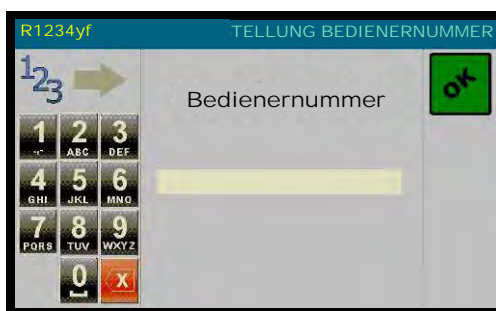 R1234yf TELLUNG BEDIENERNUMMER
123
Bedienernummer
OK
1 2 3
ABC DEF
4 5 6
GHI JKL MNO
7 8 9
PQRS TUV WXYZ
0 X